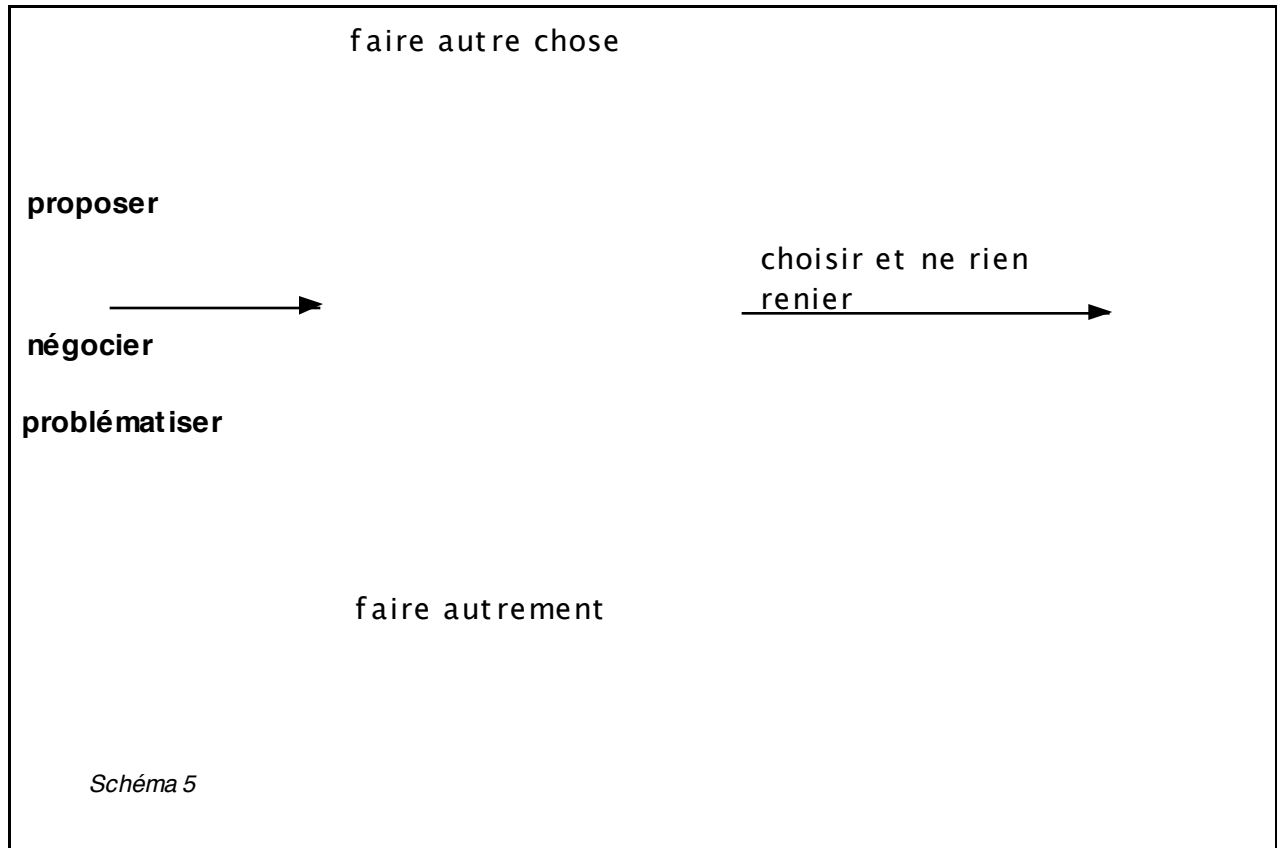 faire autre chose
proposer
choisir et ne rien
renier
négocier
problématiser
faire autrement
Schéma 5